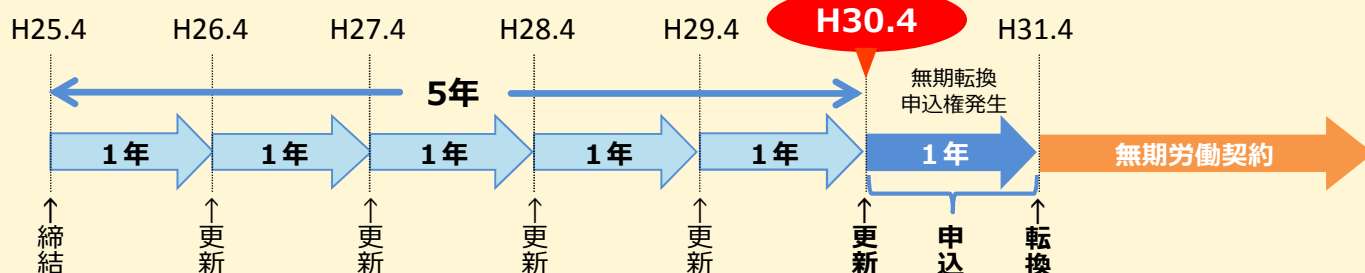 H25.4
H26.4
H27.4
H28.4
H29.4
H30.4
H31.4
5年
無期転換
申込権発生
1年
1年
1年
1年
1年
1年
無期労働契約
↑締結
↑更新
↑更新
↑更新
↑更新
↑更新
申込
↑転換